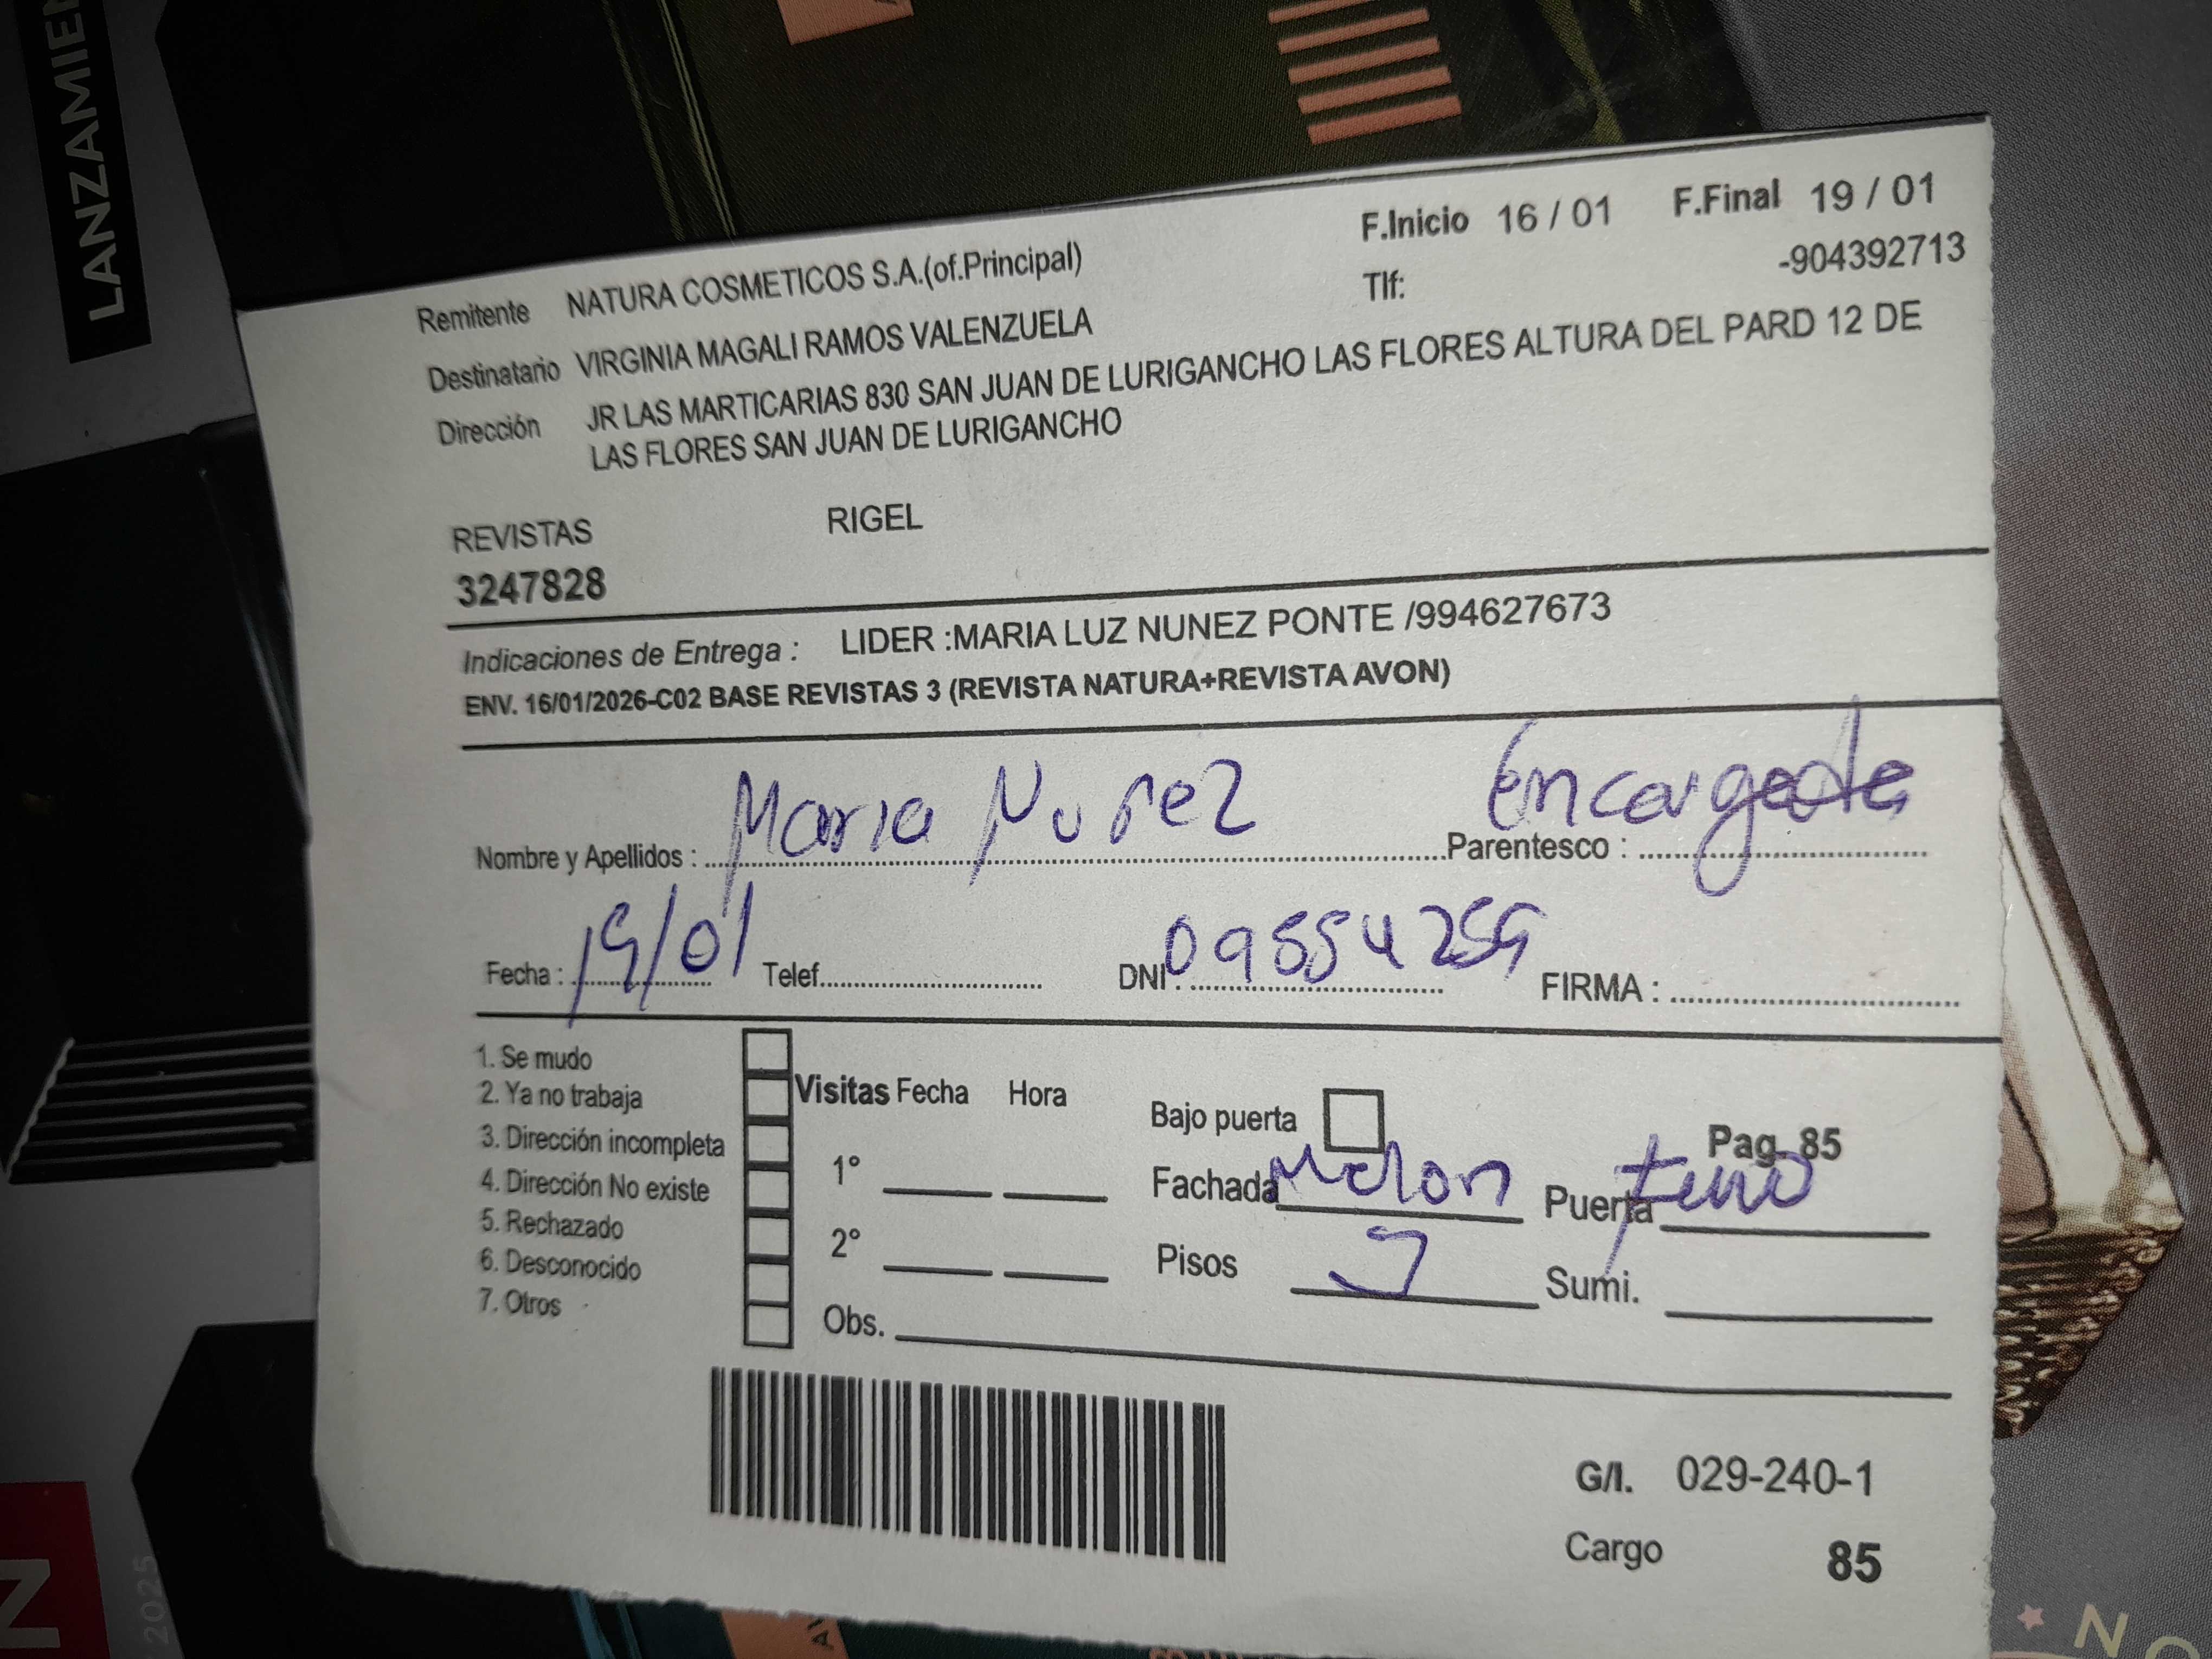 LANZAMIEN
F.Inicio 16 / 01 F.Final 19 / 01
Remitente NATURA COSMETICOS S.A.(of.Principal) Tlf: -904392713
Destinatario VIRGINIA MAGALI RAMOS VALENZUELA
Dirección JR LAS MARTICARIAS 830 SAN JUAN DE LURIGANCHO LAS FLORES ALTURA DEL PARD 12 DE
LAS FLORES SAN JUAN DE LURIGANCHO
REVISTAS RIGEL
3247828
Indicaciones de Entrega : LIDER :MARIA LUZ NUNEZ PONTE /994627673
ENV. 16/01/2026-C02 BASE REVISTAS 3 (REVISTA NATURA+REVISTA AVON)
Nombre y Apellidos : Maria Nuñez Parentesco : Encargada
Fecha : 19/01 Telef. DNI. FIRMA :
1. Se mudo
2. Ya no trabaja
3. Dirección incompleta
4. Dirección No existe
5. Rechazado
6. Desconocido
7. Otros
Visitas Fecha Hora
1°
2°
Obs.
Bajo puerta Pag. 85
Fachada Melon Puerta
Pisos Sumi.
G/I. 029-240-1
Cargo 85
2025